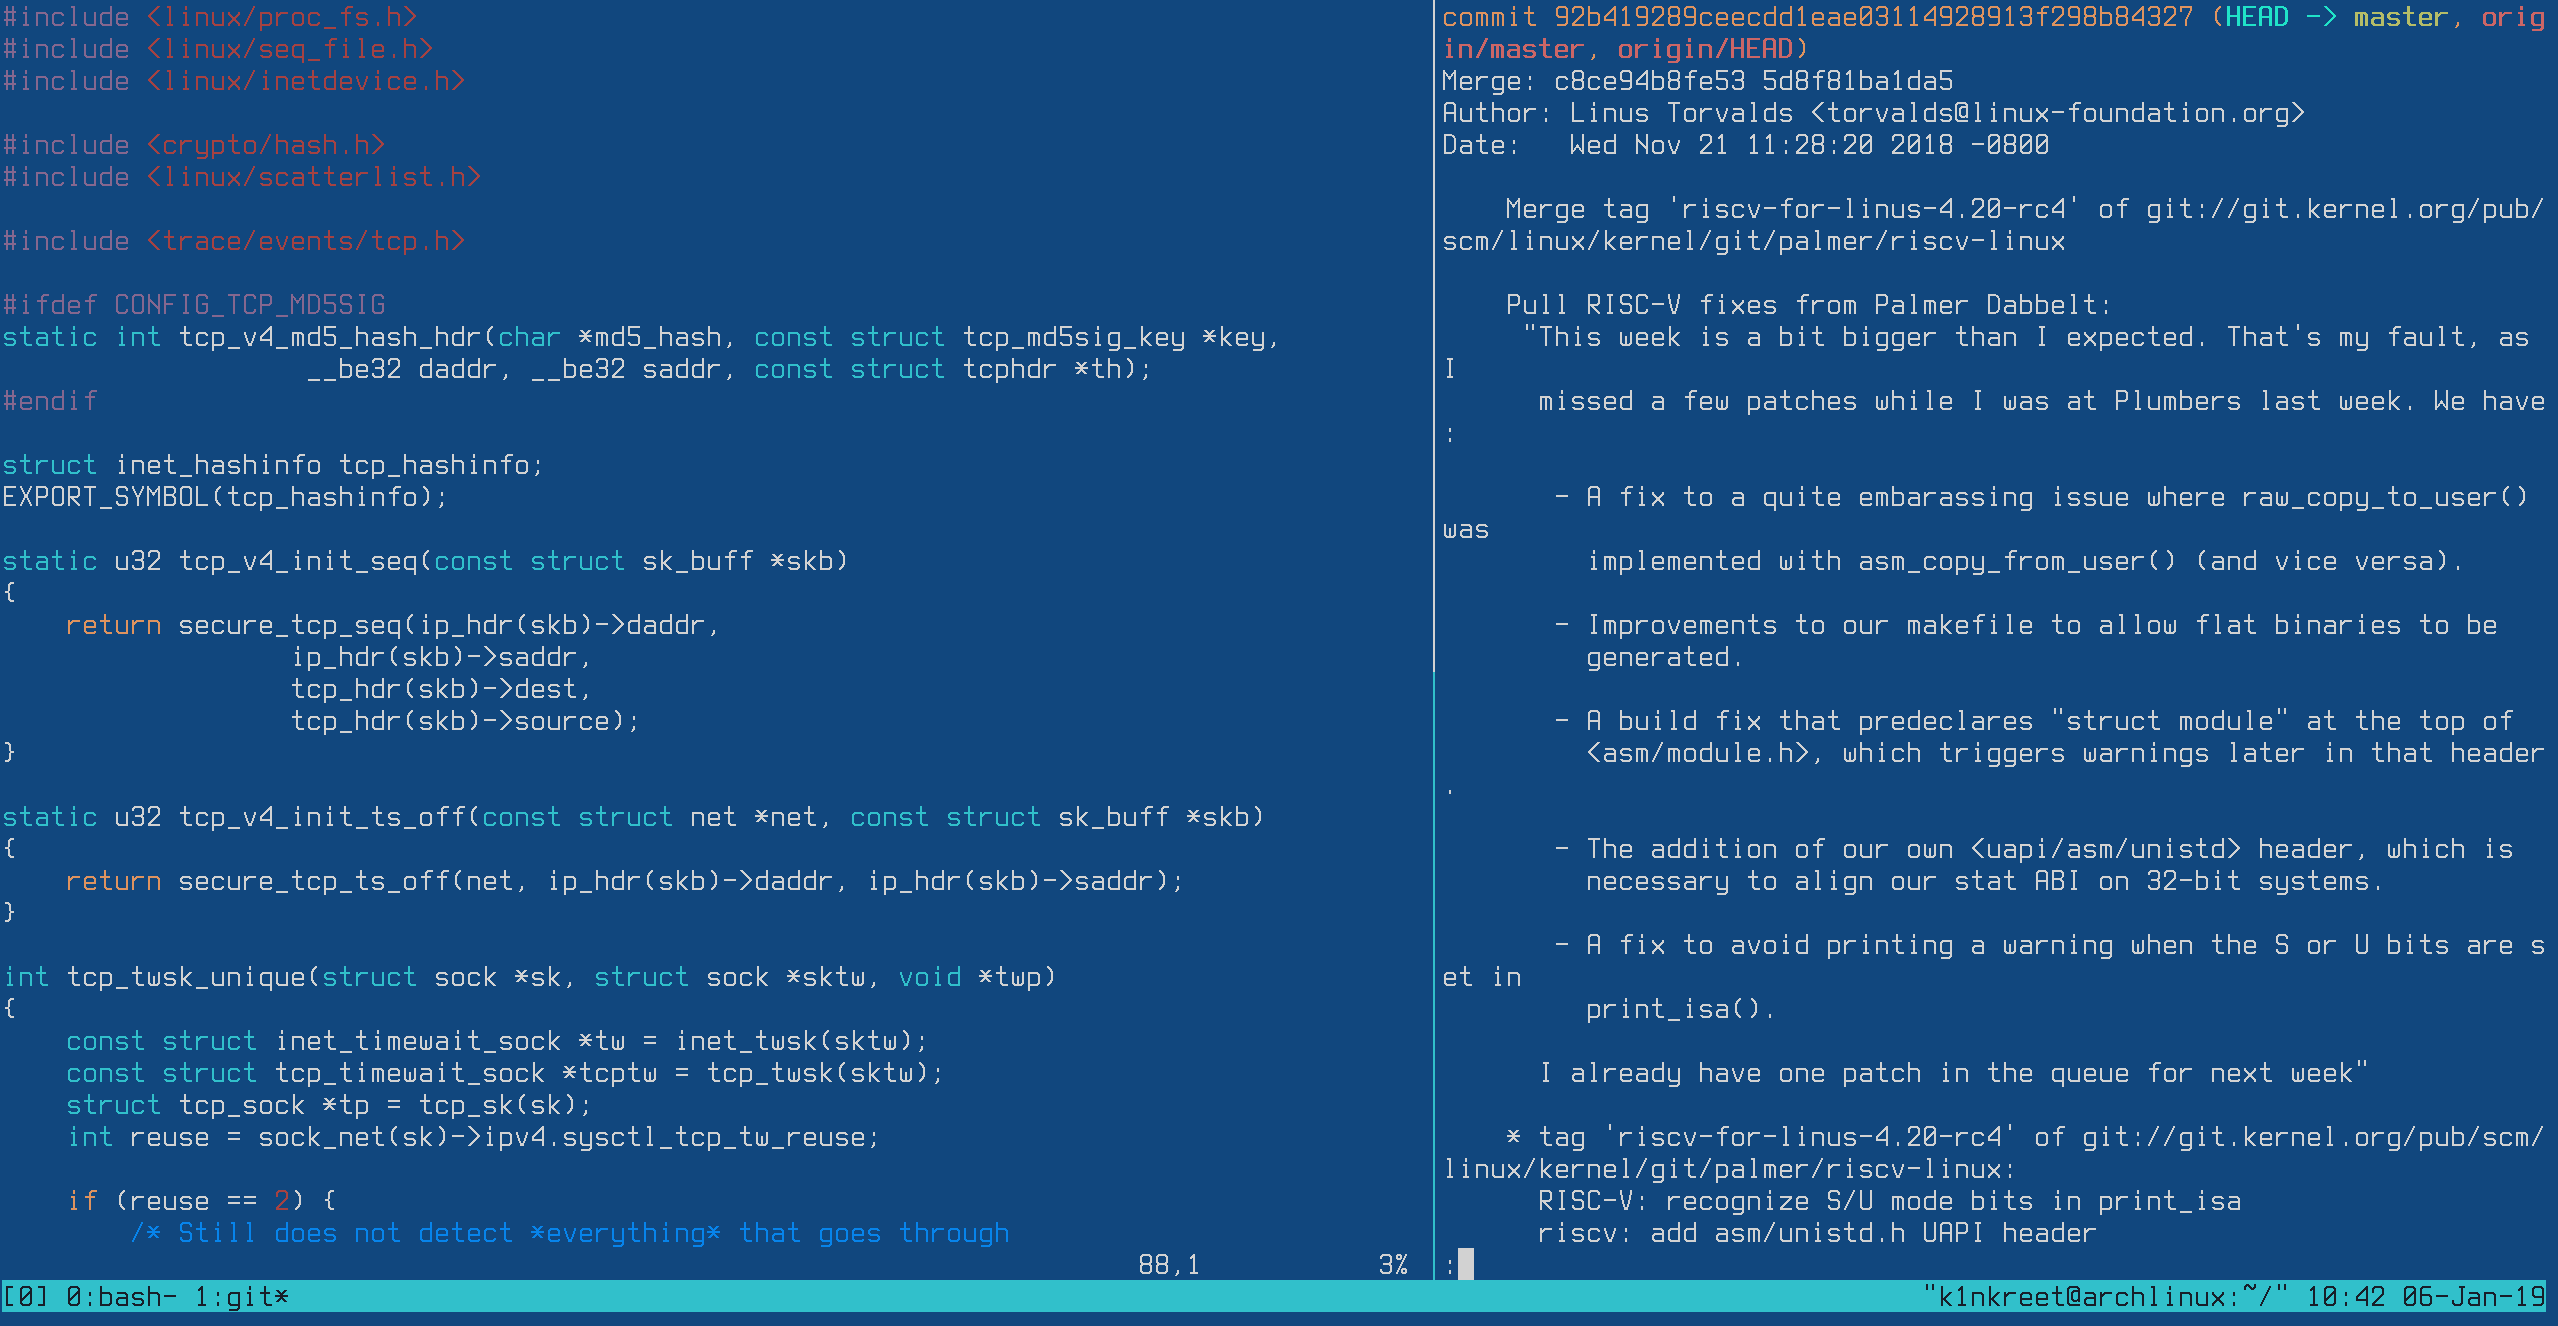 #include <linux/proc_fs.h>
#include <linux/seq_file.h>
#include <linux/inetdevice.h>
#include <crypto/hash.h>
#include <linux/scatterlist.h>
#include <trace/events/tcp.h>
#ifdef CONFIG_TCP_MD5SIG
static int tcp_v4_md5_hash_hdr(char *md5_hash, const struct tcp_md5sig_key *key,
__be32 daddr, __be32 saddr, const struct tcphdr *th);
#endif
struct inet_hashinfo tcp_hashinfo;
EXPORT_SYMBOL(tcp_hashinfo);
static u32 tcp_v4_init_seq(const struct sk_buff *skb)
{
return secure_tcp_seq(ip_hdr(skb)->daddr,
ip_hdr(skb)->saddr,
tcp_hdr(skb)->dest,
tcp_hdr(skb)->source);
}
static u32 tcp_v4_init_ts_off(const struct net *net, const struct sk_buff *skb)
{
return secure_tcp_ts_off(net, ip_hdr(skb)->daddr, ip_hdr(skb)->saddr);
}
int tcp_twsk_unique(struct sock *sk, struct sock *sktw, void *twp)
{
const struct inet_timewait_sock *tw = inet_twsk(sktw);
const struct tcp_timewait_sock *tcptw = tcp_twsk(sktw);
struct tcp_sock *tp = tcp_sk(sk);
int reuse = sock_net(sk)->ipv4.sysctl_tcp_tw_reuse;
if (reuse == 2) {
/* Still does not detect *everything* that goes through
88,1 3%
commit 92b419289ceecdd1eae03114928913f298b84327 (HEAD -> master, orig
in/master, origin/HEAD)
Merge: c8ce94b8fe53 5d8f81ba1da5
Author: Linus Torvalds <torvalds@linux-foundation.org>
Date: Wed Nov 21 11:28:20 2018 -0800
Merge tag 'riscv-for-linus-4.20-rc4' of git://git.kernel.org/pub/
scm/linux/kernel/git/palmer/riscv-linux
Pull RISC-V fixes from Palmer Dabbelt:
"This week is a bit bigger than I expected. That's my fault, as
I
missed a few patches while I was at Plumbers last week. We have
:
- A fix to a quite embarassing issue where raw_copy_to_user()
was
implemented with asm_copy_from_user() (and vice versa).
- Improvements to our makefile to allow flat binaries to be
generated.
- A build fix that predeclares "struct module" at the top of
<asm/module.h>, which triggers warnings later in that header
.
- The addition of our own <uapi/asm/unistd> header, which is
necessary to align our stat ABI on 32-bit systems.
- A fix to avoid printing a warning when the S or U bits are s
et in
print_isa().
I already have one patch in the queue for next week"
* tag 'riscv-for-linus-4.20-rc4' of git://git.kernel.org/pub/scm/
linux/kernel/git/palmer/riscv-linux:
RISC-V: recognize S/U mode bits in print_isa
riscv: add asm/unistd.h UAPI header
:
[0] 0:bash- 1:git* "k1nkreet@archlinux:~/" 10:42 06-Jan-19